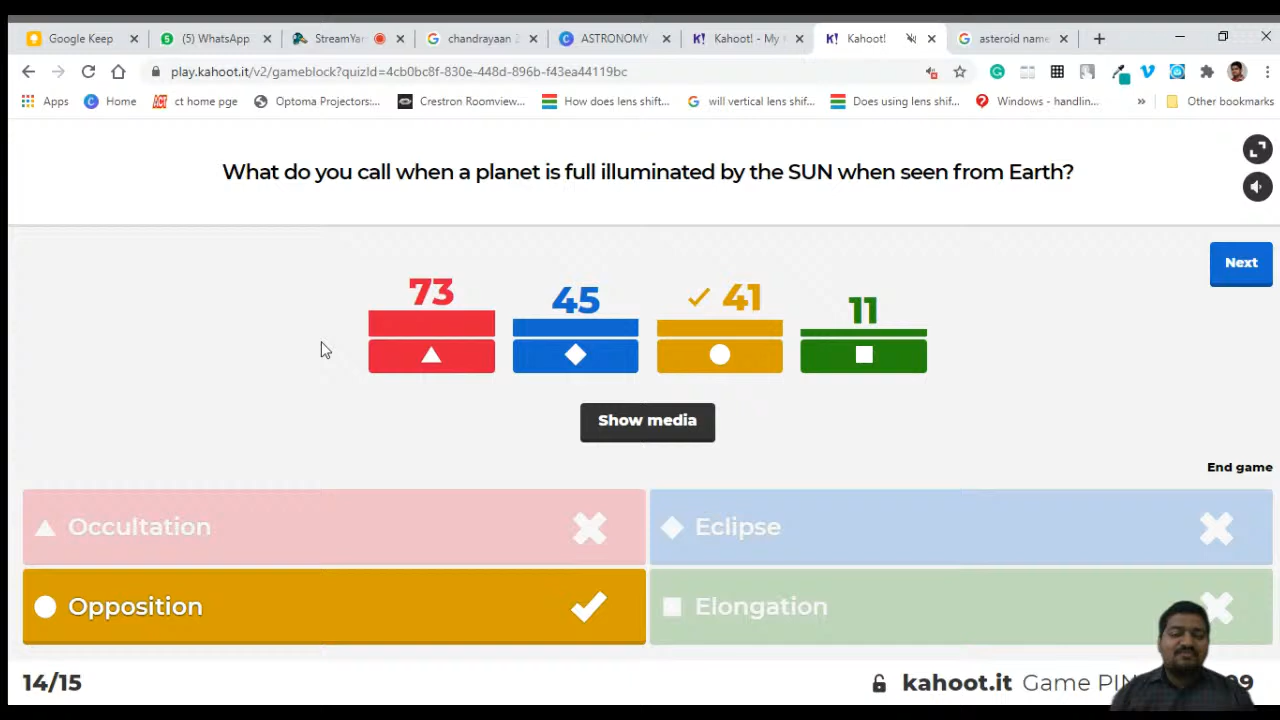 Google Keep
(5) WhatsApp
StreamYar
chandrayaan 2
ASTRONOMY
Kahoot! - My K
Kahoot!
asteroid name
play.kahoot.it/v2/gameblock?quizId=4cb0bc8f-830e-448d-896b-f43ea44119bc
Apps
Home
ct home pge
Optoma Projectors:...
Crestron Roomview...
How does lens shift...
will vertical lens shif...
Does using lens shif...
Windows - handlin...
»
Other bookmarks
What do you call when a planet is full illuminated by the SUN when seen from Earth?
Next
73
45
41
11
Show media
End game
Occultation
Eclipse
Opposition
Elongation
14/15
kahoot.it Game PIN